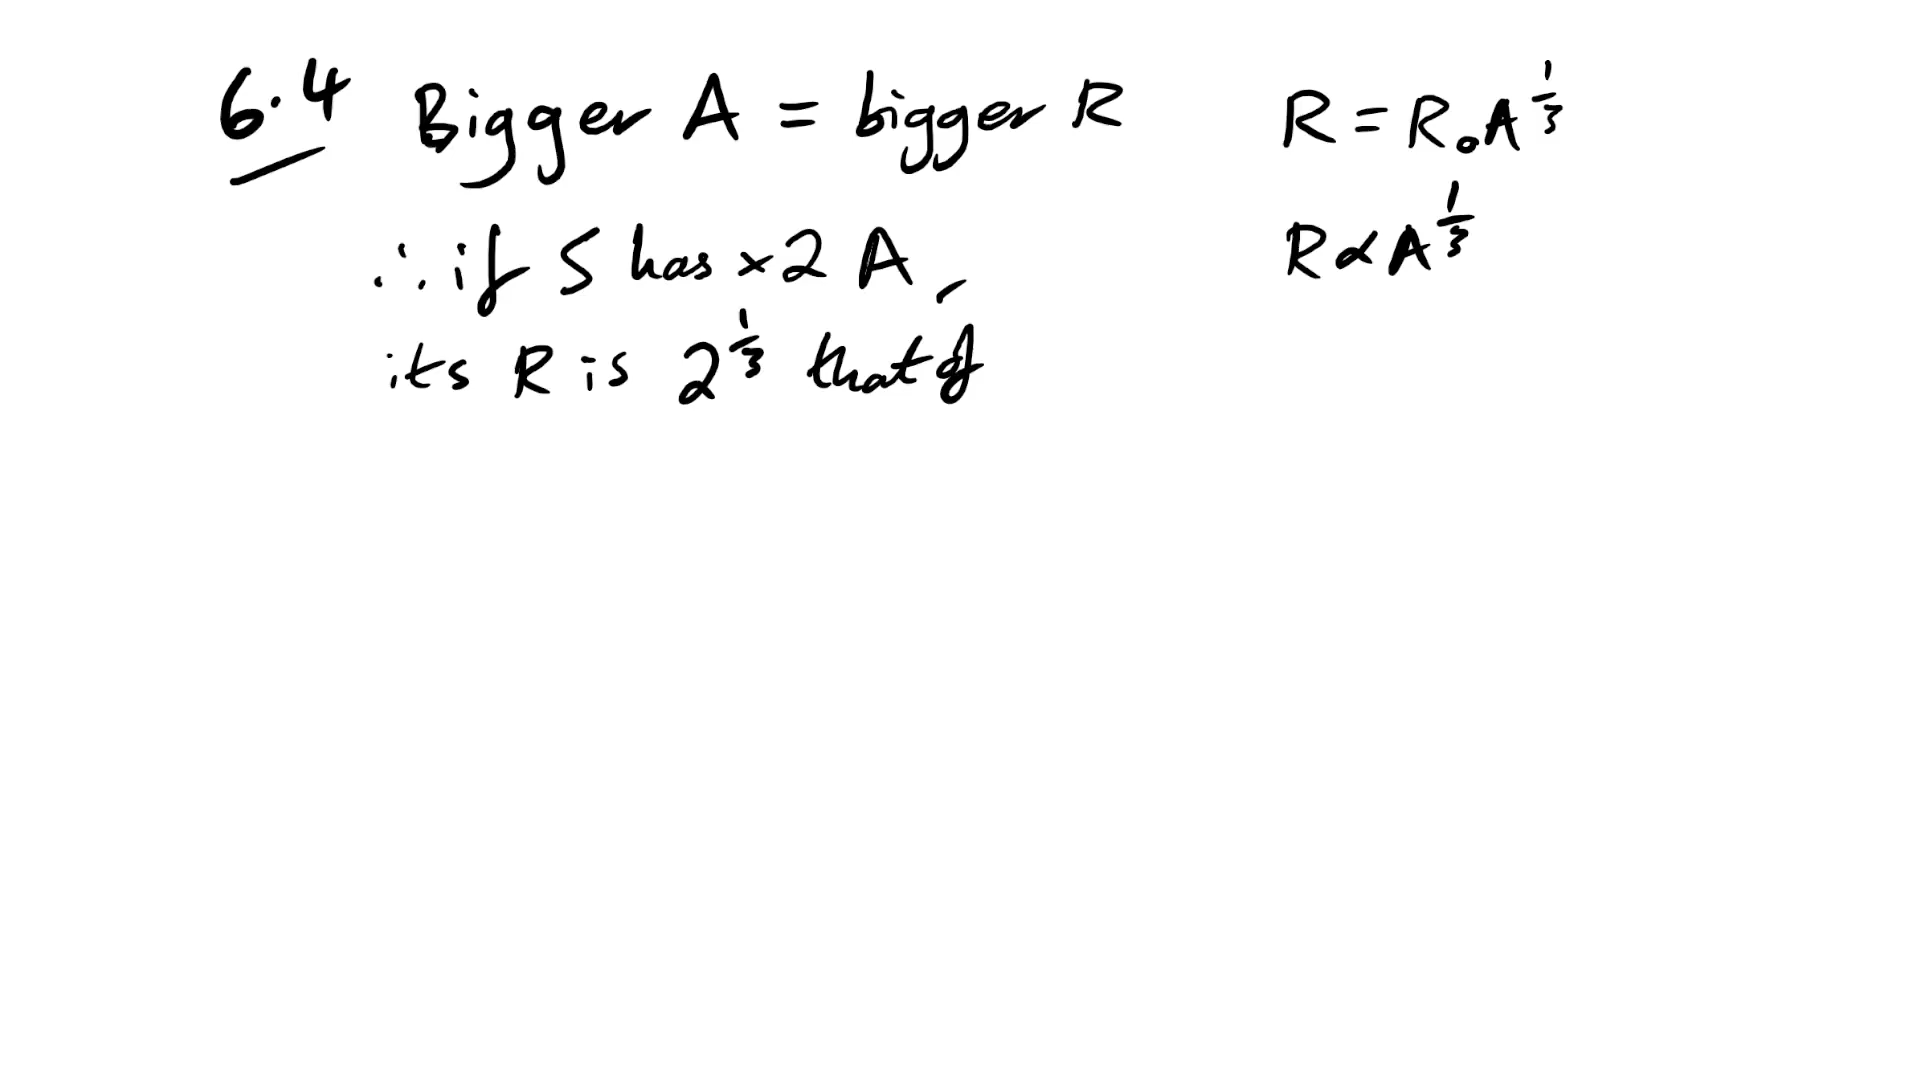 6.4 Bigger A = bigger R
∴ if S has ×2 A,
its R is 2^{1/3} that of
R = R₀A^{1/3}
R ∝ A^{1/3}